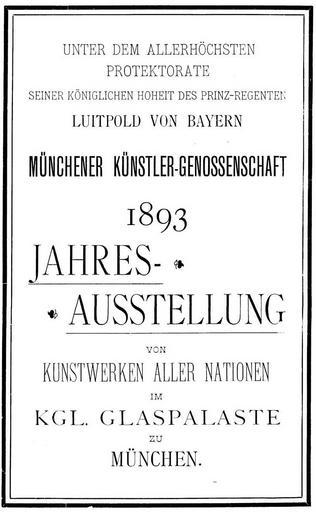 UNTER DEM ALLERHÖCHSTEN
PROTEKTORATE
SEINER KÖNIGLICHEN HOHEIT DES PRINZ-REGENTEN
LUITPOLD VON BAYERN
MÜNCHENER KÜNSTLER-GENOSSENSCHAFT
1893
JAHRES-
AUSSTELLUNG
VON
KUNSTWERKEN ALLER NATIONEN
IM
KGL. GLASPALASTE
ZU
MÜNCHEN.